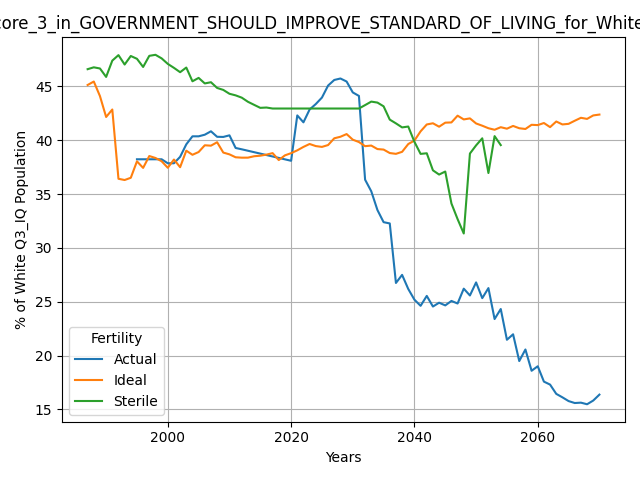 core_3_in_GOVERNMENT_SHOULD_IMPROVE_STANDARD_OF_LIVING_for_White
% of White Q3_IQ Population
45
40
35
30
25
20
15
Fertility
Actual
Ideal
Sterile
2000
2020
2040
2060
Years